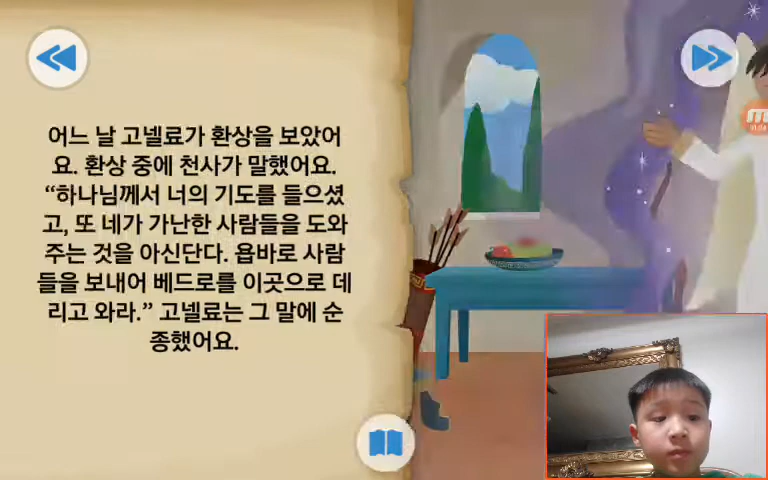 어느 날 고넬료가 환상을 보았어
요. 환상 중에 천사가 말했어요.
“하나님께서 너의 기도를 들으셨
고, 또 네가 가난한 사람들을 도와
주는 것을 아신단다. 욥바로 사람
들을 보내어 베드로를 이곳으로 데
리고 와라.” 고넬료는 그 말에 순
종했어요.